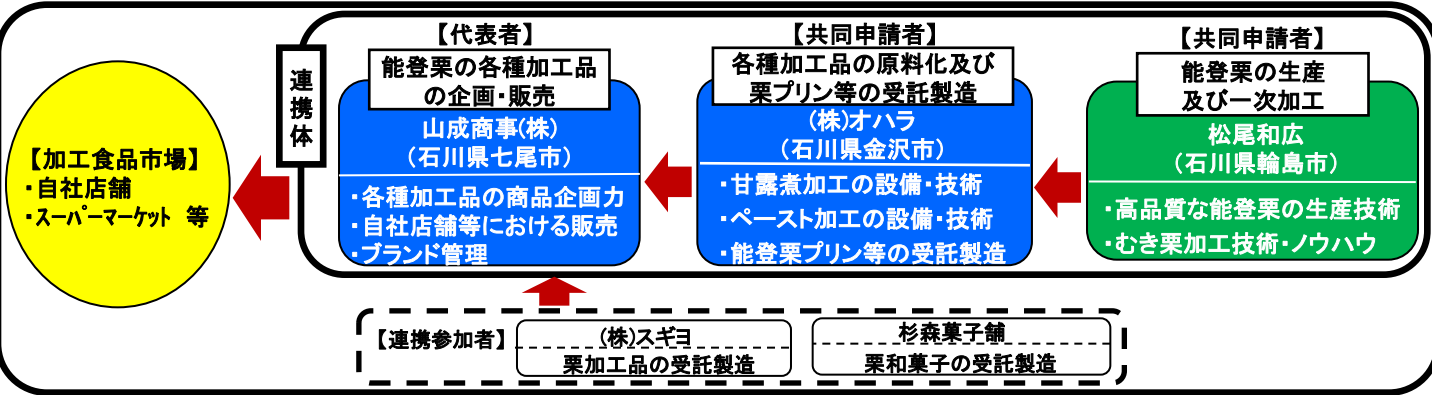 【加工食品市場】
・自社店舗
・スーパーマーケット 等
連携体
【代表者】
能登栗の各種加工品
の企画・販売
山成商事(株)
(石川県七尾市)
・各種加工品の商品企画力
・自社店舗等における販売
・ブランド管理
【共同申請者】
各種加工品の原料化及び
栗プリン等の受託製造
(株)オハラ
(石川県金沢市)
・甘露煮加工の設備・技術
・ペースト加工の設備・技術
・能登栗プリン等の受託製造
【共同申請者】
能登栗の生産
及び一次加工
松尾和広
(石川県輪島市)
・高品質な能登栗の生産技術
・むき栗加工技術・ノウハウ
【連携参加者】
(株)スギヨ
栗加工品の受託製造
杉森菓子舗
栗和菓子の受託製造